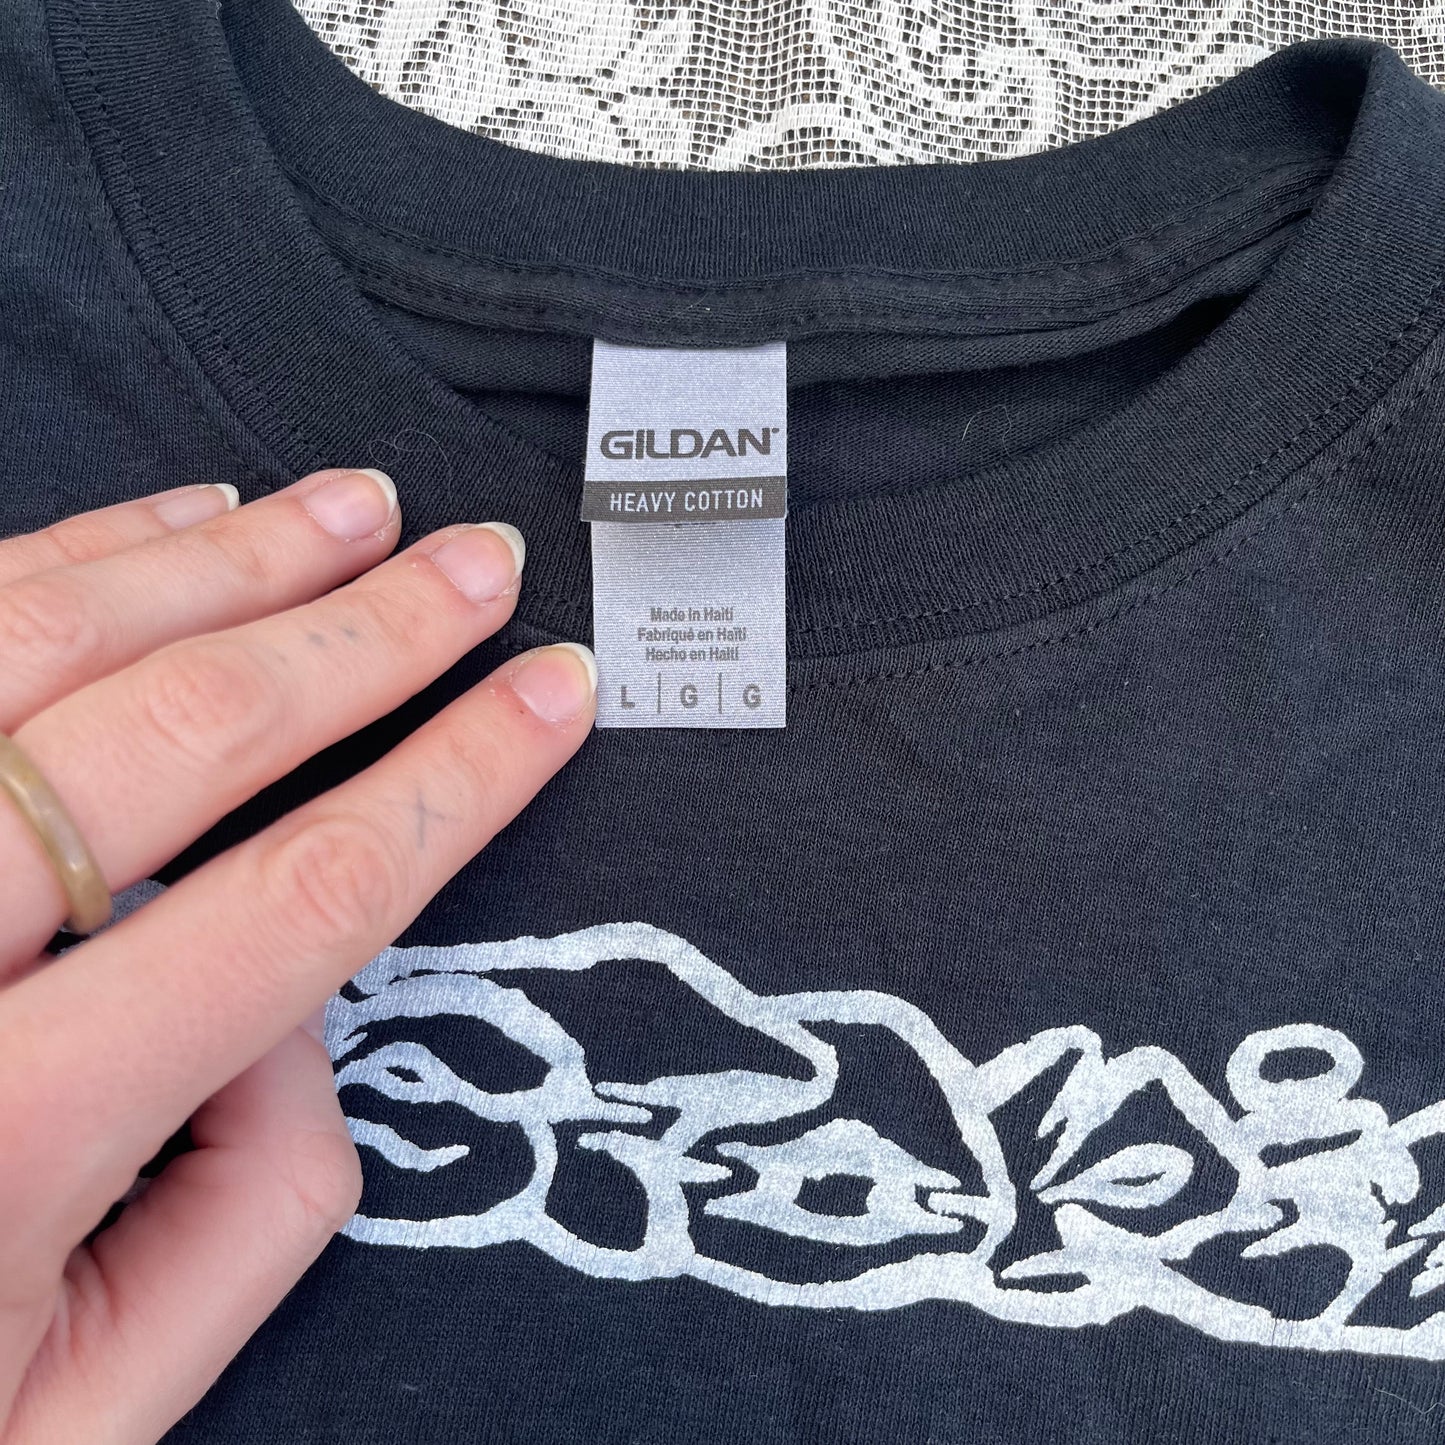 GILDAN
HEAVY COTTON
Made in Haiti
Fabriqué en Haïti
Hecho en Haití
L | G | G